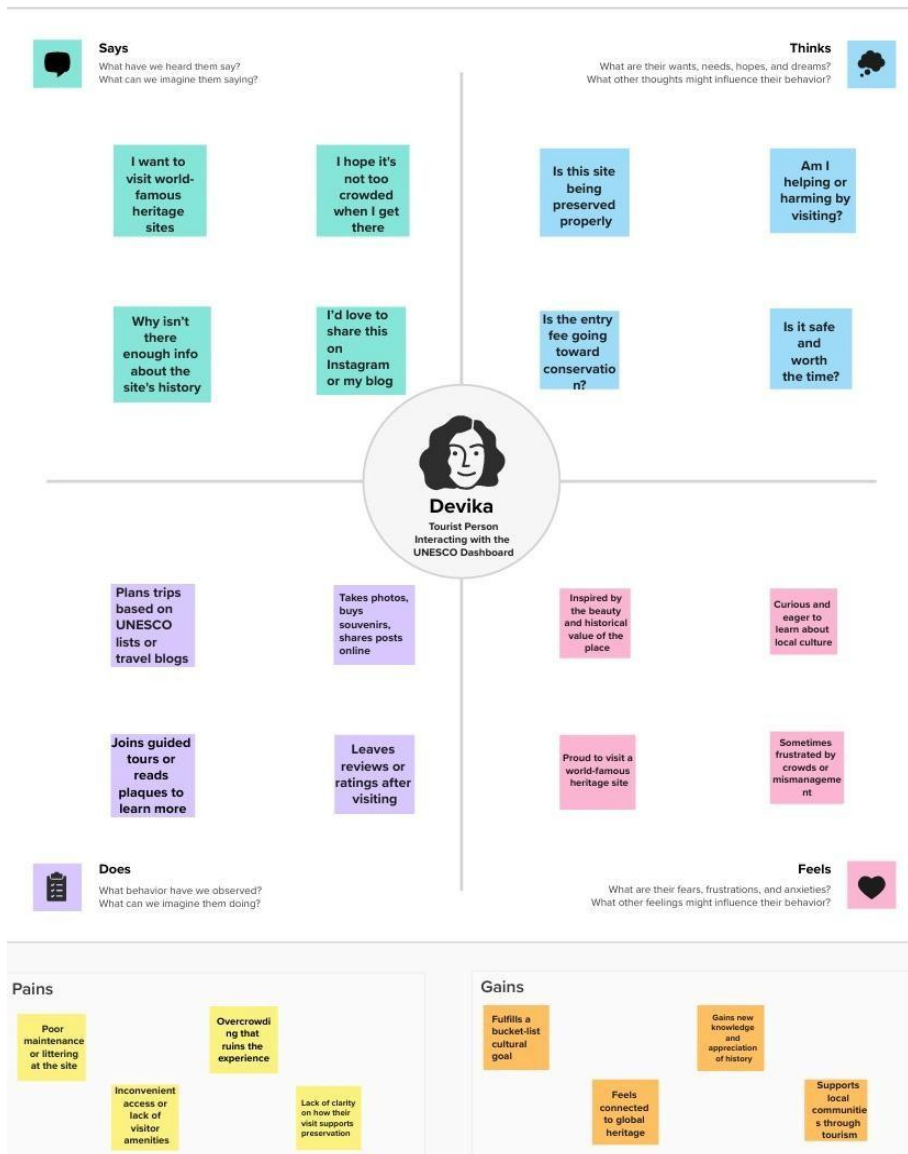 Says
What have we heard them say?
What can we imagine them saying?
Thinks
What are their wants, needs, hopes, and dreams?
What other thoughts might influence their behavior?
I want to
visit world-
famous
heritage
sites
I hope it's
not too
crowded
when I get
there
Is this site
being
preserved
properly
Am I
helping or
harming by
visiting?
Why isn't
there
enough info
about the
site's history
I'd love to
share this
on
Instagram
or my blog
Is the entry
fee going
toward
conservatio
n?
Is it safe
and
worth
the time?
Devika
Tourist Person
Interacting with the
UNESCO Dashboard
Plans trips
based on
UNESCO
lists or
travel blogs
Takes photos,
buys
souvenirs,
shares posts
online
Inspired by
the beauty
and historical
value of the
place
Curious and
eager to
learn about
local culture
Joins guided
tours or
reads
plaques to
learn more
Leaves
reviews or
ratings after
visiting
Proud to visit a
world-famous
heritage site
Sometimes
frustrated by
crowds or
mismanageme
nt
Does
What behavior have we observed?
What can we imagine them doing?
Feels
What are their fears, frustrations, and anxieties?
What other feelings might influence their behavior?
Pains
Poor
maintenance
or littering
at the site
Overcrowdi
ng that
ruins the
experience
Inconvenient
access or
lack of
visitor
amenities
Lack of clarity
on how their
visit supports
preservation
Gains
Fulfills a
bucket-list
cultural
goal
Gains new
knowledge
and
appreciation
of history
Feels
connected
to global
heritage
Supports
local
communitie
s through
tourism